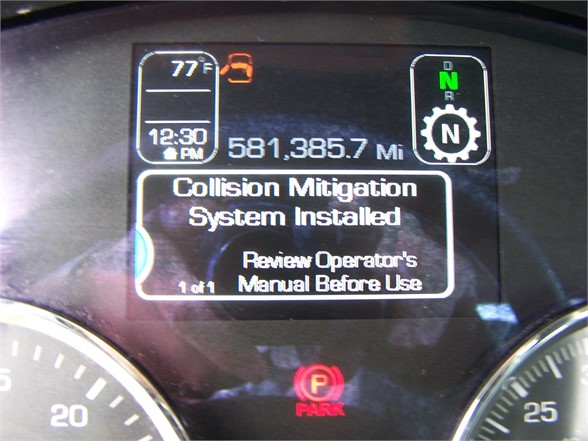 77°F
D
N
R
N
12:30
PM
581,385.7 Mi
Collision Mitigation
System Installed
Review Operator's
1 of 1 Manual Before Use
P
PARK
20
25